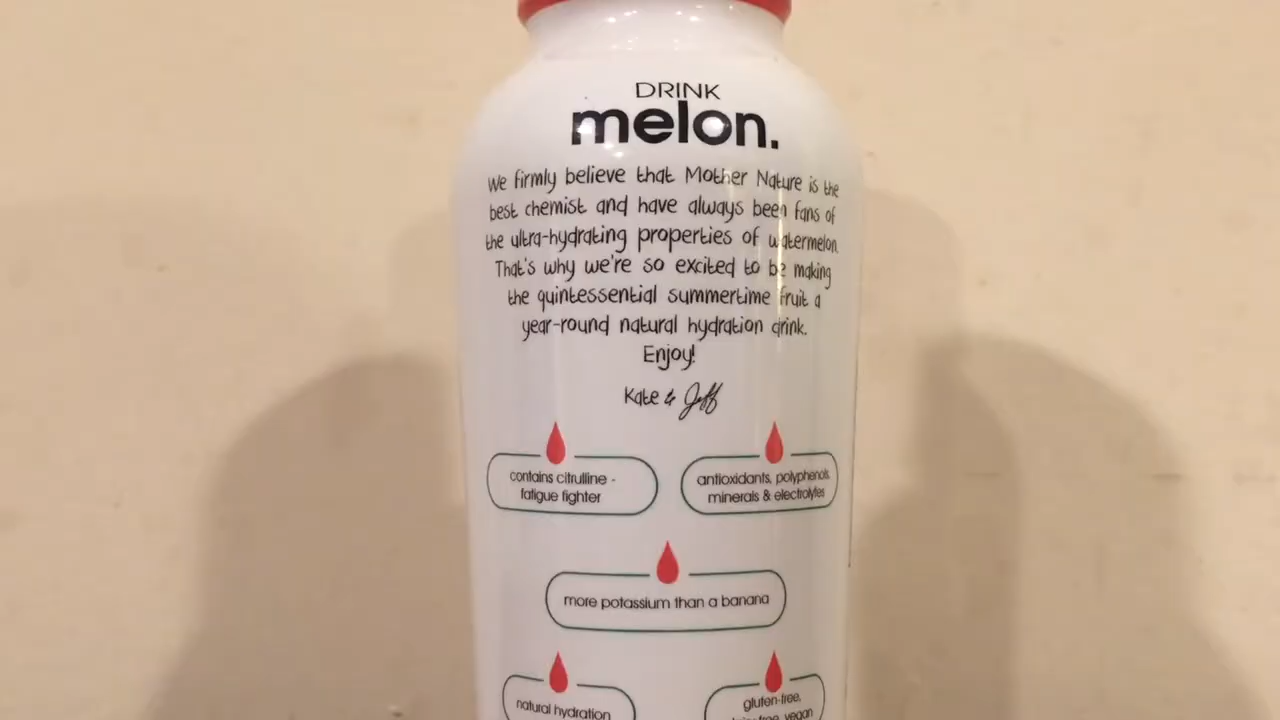 DRINK
melon.
We firmly believe that Mother Nature is the
best chemist and have always been fans of
the ultra-hydrating properties of watermelon.
That's why we're so excited to be making
the quintessential summertime fruit a
year-round natural hydration drink.
Enjoy!
Kate & Jeff
contains citrulline -
fatigue fighter
antioxidants, polyphenols,
minerals & electrolytes
more potassium than a banana
natural hydration
gluten-free,
vegan